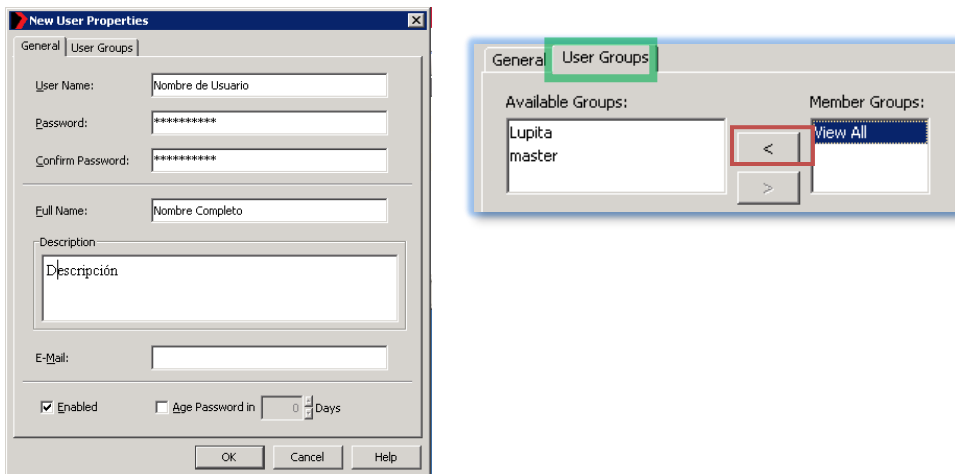 New User Properties
General User Groups
User Name: Nombre de Usuario
Password: **********
Confirm Password: **********
Full Name: Nombre Completo
Description
Descripción
E-Mail:
Enabled Age Password in 0 Days
OK Cancel Help
General User Groups
Available Groups: Member Groups:
Lupita View All
master
<
>